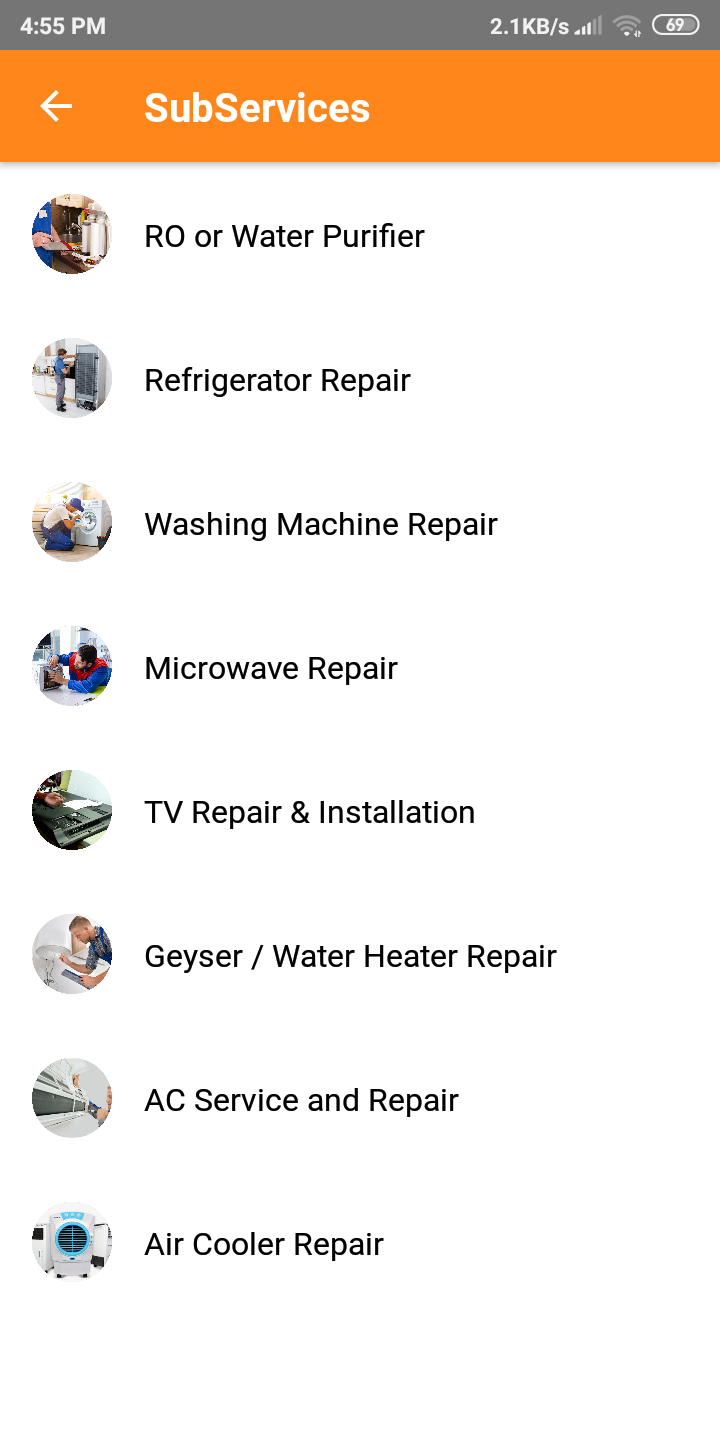 4:55 PM 2.1KB/s 69
SubServices
RO or Water Purifier
Refrigerator Repair
Washing Machine Repair
Microwave Repair
TV Repair & Installation
Geyser / Water Heater Repair
AC Service and Repair
Air Cooler Repair